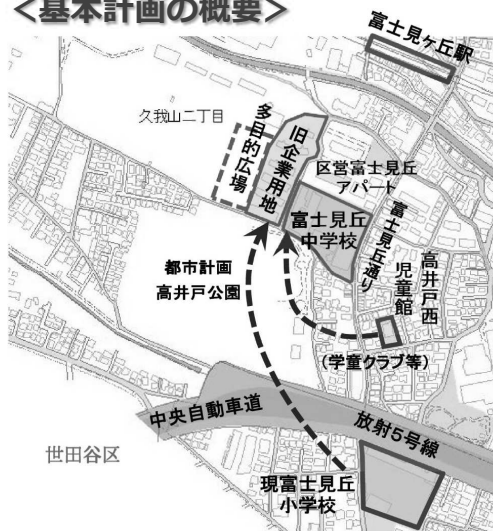 ＜基本計画の概要＞
富士見ヶ丘駅
久我山二丁目
多目的広場
旧企業用地
区営富士見丘
アパート
富士見丘
中学校
富士見丘通り
高井戸西
児童館
(学童クラブ等)
都市計画
高井戸公園
中央自動車道
放射5号線
世田谷区
現富士見丘
小学校